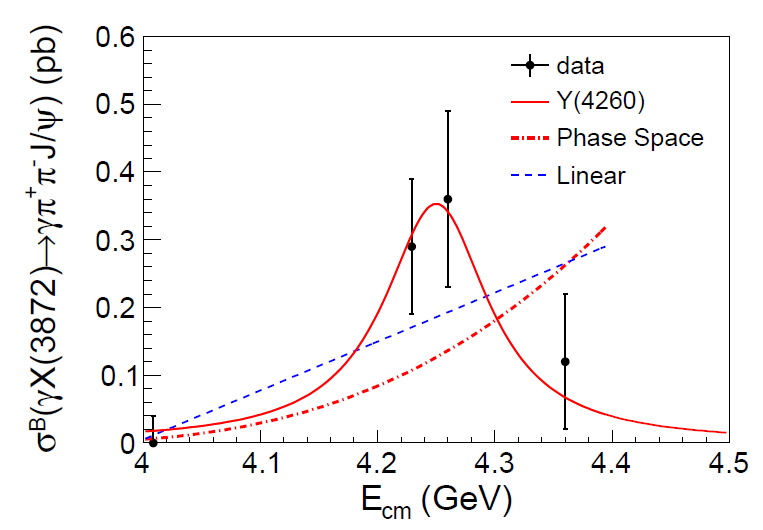 σᴮ(γX(3872)→γπ⁺π⁻J/ψ) (pb)
0.6
0.5
0.4
0.3
0.2
0.1
0
data
Y(4260)
Phase Space
Linear
4 4.1 4.2 4.3 4.4 4.5
E_cm (GeV)